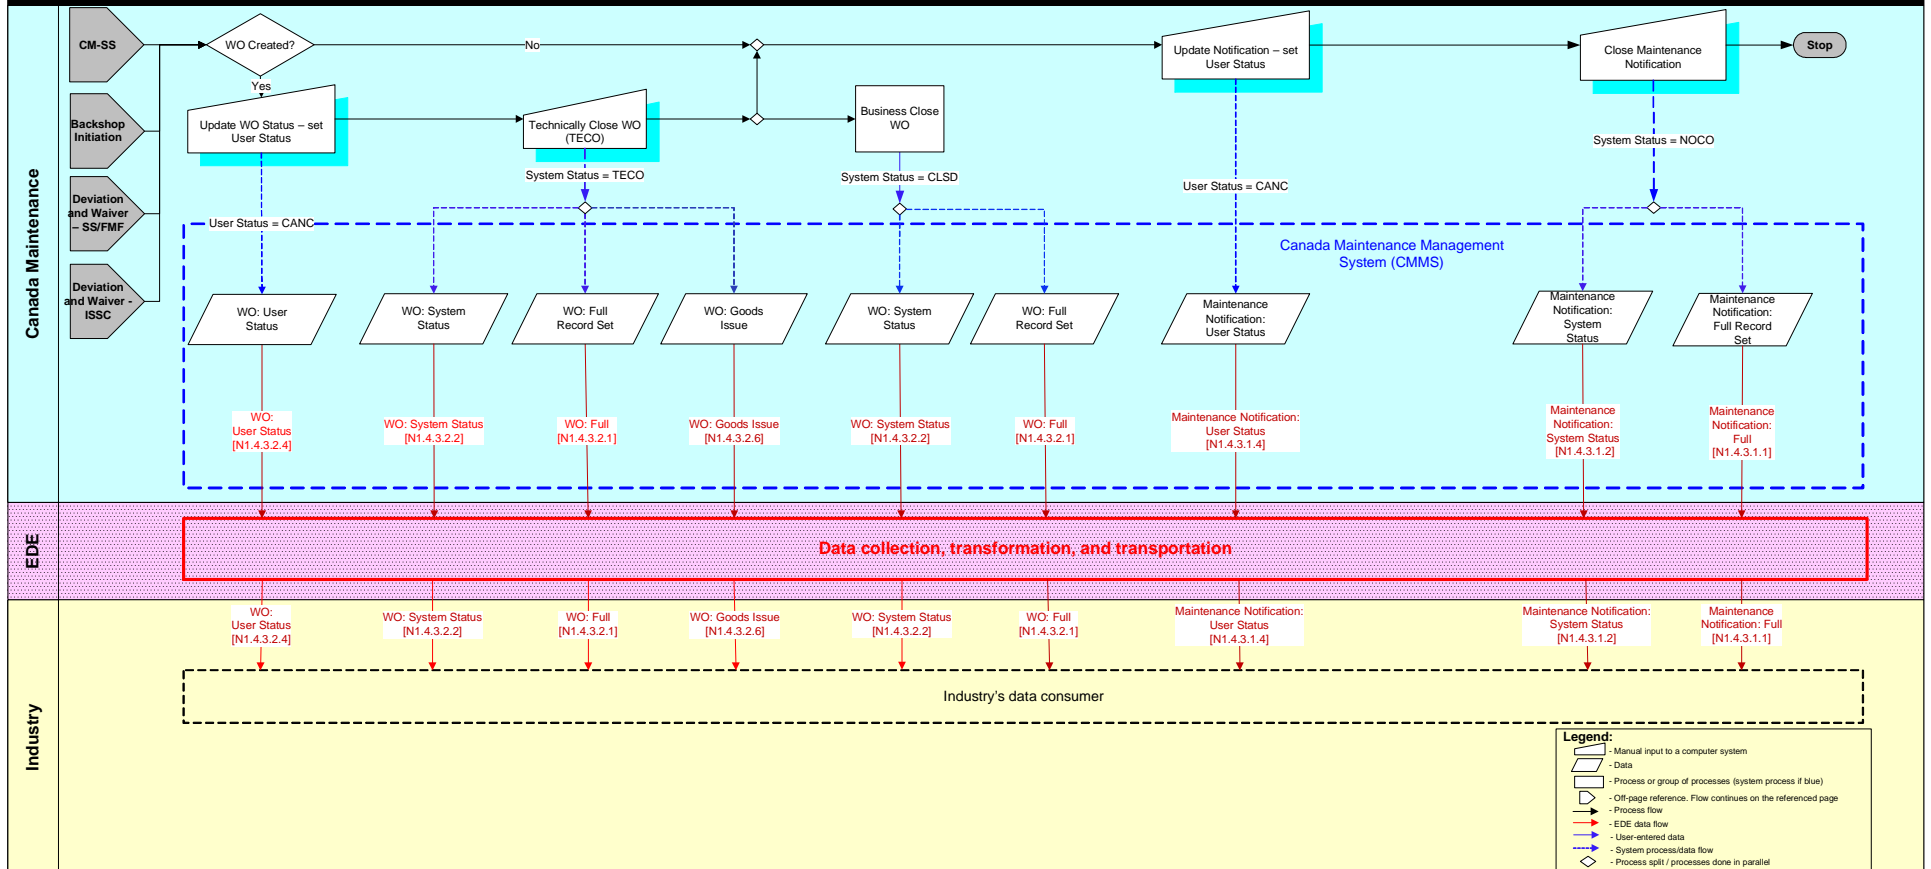 Canada Maintenance
CM-SS
Backshop
Initiation
Deviation
and Waiver
– SS/FMF
Deviation
and Waiver -
ISSC
WO Created?
No
Yes
Update WO Status – set
User Status
Technically Close WO
(TECO)
Business Close
WO
Update Notification – set
User Status
Close Maintenance
Notification
Stop
User Status = CANC
System Status = TECO
System Status = CLSD
User Status = CANC
System Status = NOCO
Canada Maintenance Management
System (CMMS)
WO: User
Status
WO: System
Status
WO: Full
Record Set
WO: Goods
Issue
WO: System
Status
WO: Full
Record Set
Maintenance
Notification:
User Status
Maintenance
Notification:
System
Status
Maintenance
Notification:
Full Record
Set
WO:
User Status
[N1.4.3.2.4]
WO: System Status
[N1.4.3.2.2]
WO: Full
[N1.4.3.2.1]
WO: Goods Issue
[N1.4.3.2.6]
WO: System Status
[N1.4.3.2.2]
WO: Full
[N1.4.3.2.1]
Maintenance Notification:
User Status
[N1.4.3.1.4]
Maintenance
Notification:
System Status
[N1.4.3.1.2]
Maintenance
Notification:
Full
[N1.4.3.1.1]
EDE
Data collection, transformation, and transportation
Industry
WO:
User Status
[N1.4.3.2.4]
WO: System Status
[N1.4.3.2.2]
WO: Full
[N1.4.3.2.1]
WO: Goods Issue
[N1.4.3.2.6]
WO: System Status
[N1.4.3.2.2]
WO: Full
[N1.4.3.2.1]
Maintenance Notification:
User Status
[N1.4.3.1.4]
Maintenance Notification:
System Status
[N1.4.3.1.2]
Maintenance
Notification: Full
[N1.4.3.1.1]
Industry's data consumer
Legend:
- Manual input to a computer system
- Data
- Process or group of processes (system process if blue)
- Off-page reference. Flow continues on the referenced page
- Process flow
- EDE data flow
- User-entered data
- System process/data flow
- Process split / processes done in parallel